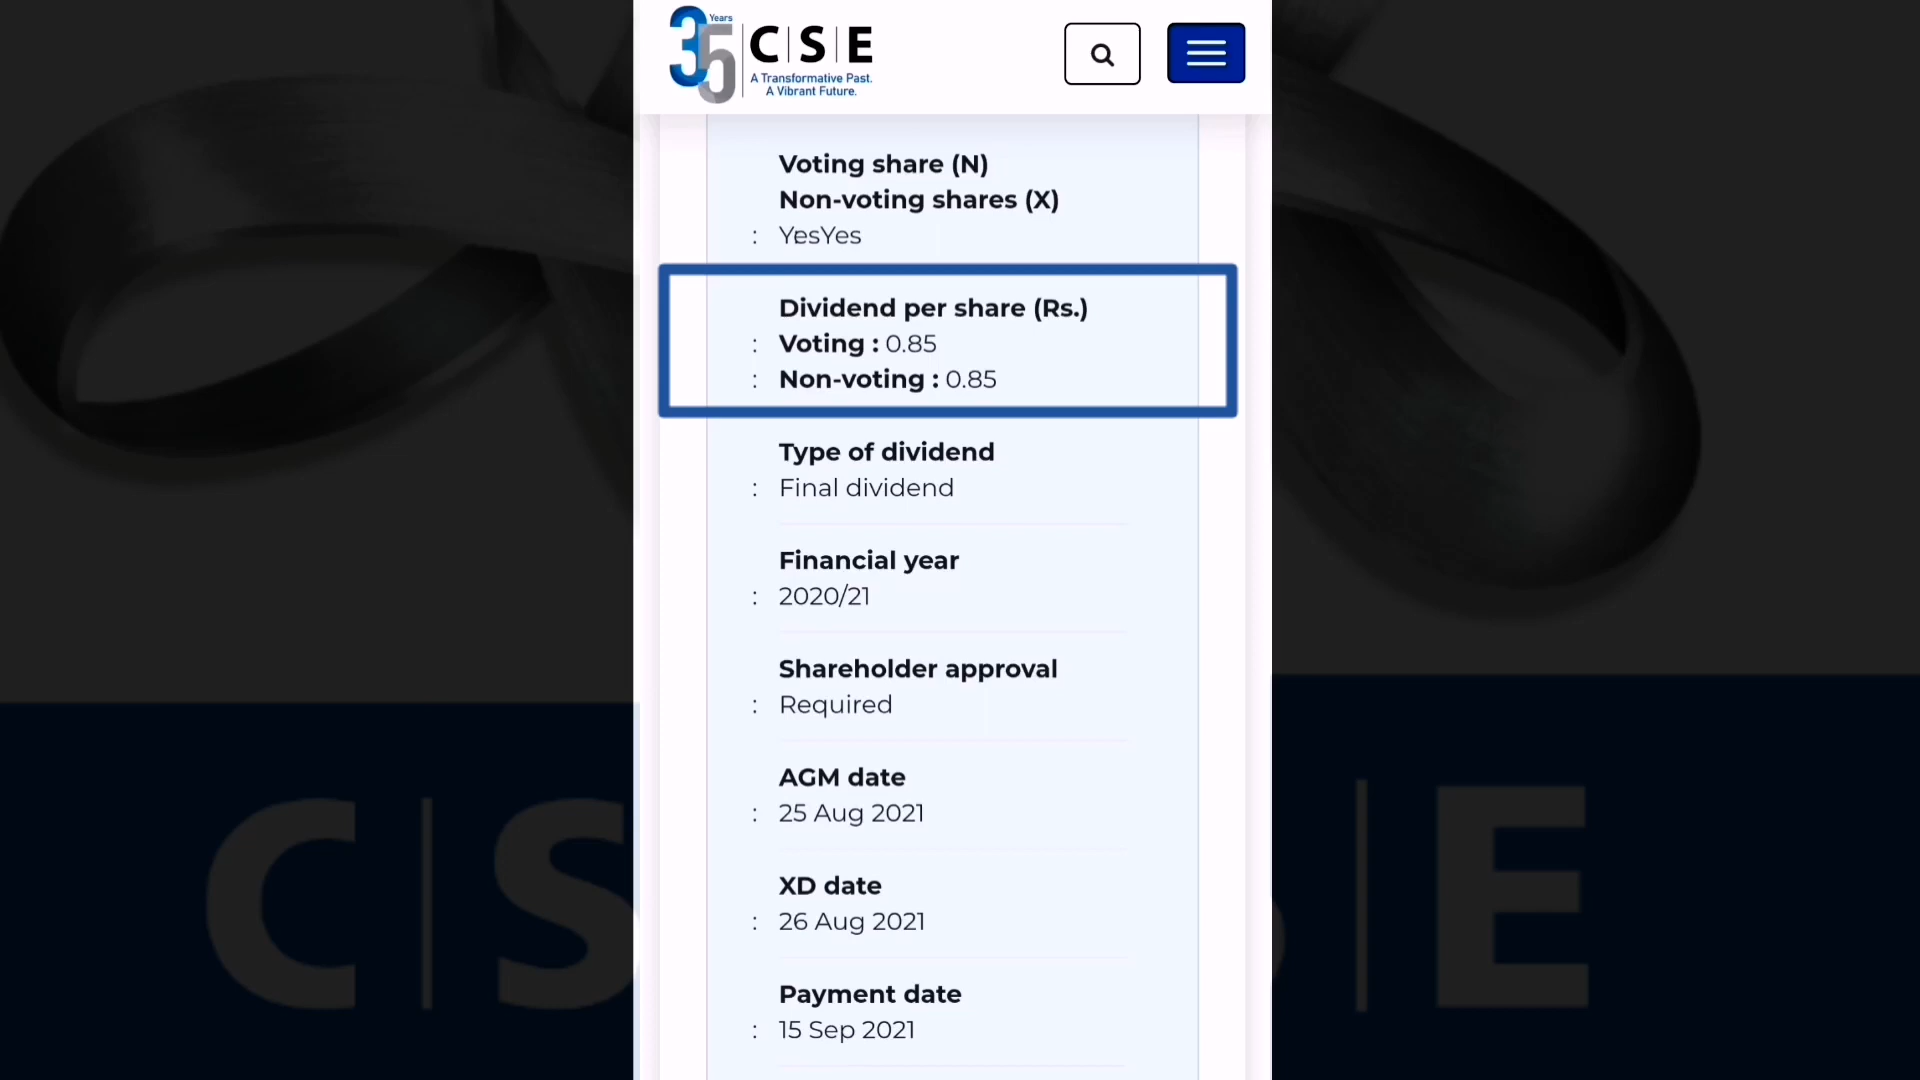 35 Years
C|S|E
A Transformative Past.
A Vibrant Future.
Voting share (N)
Non-voting shares (X)
: YesYes
Dividend per share (Rs.)
: Voting : 0.85
: Non-voting : 0.85
Type of dividend
: Final dividend
Financial year
: 2020/21
Shareholder approval
: Required
AGM date
: 25 Aug 2021
XD date
: 26 Aug 2021
Payment date
: 15 Sep 2021
C|S
|E